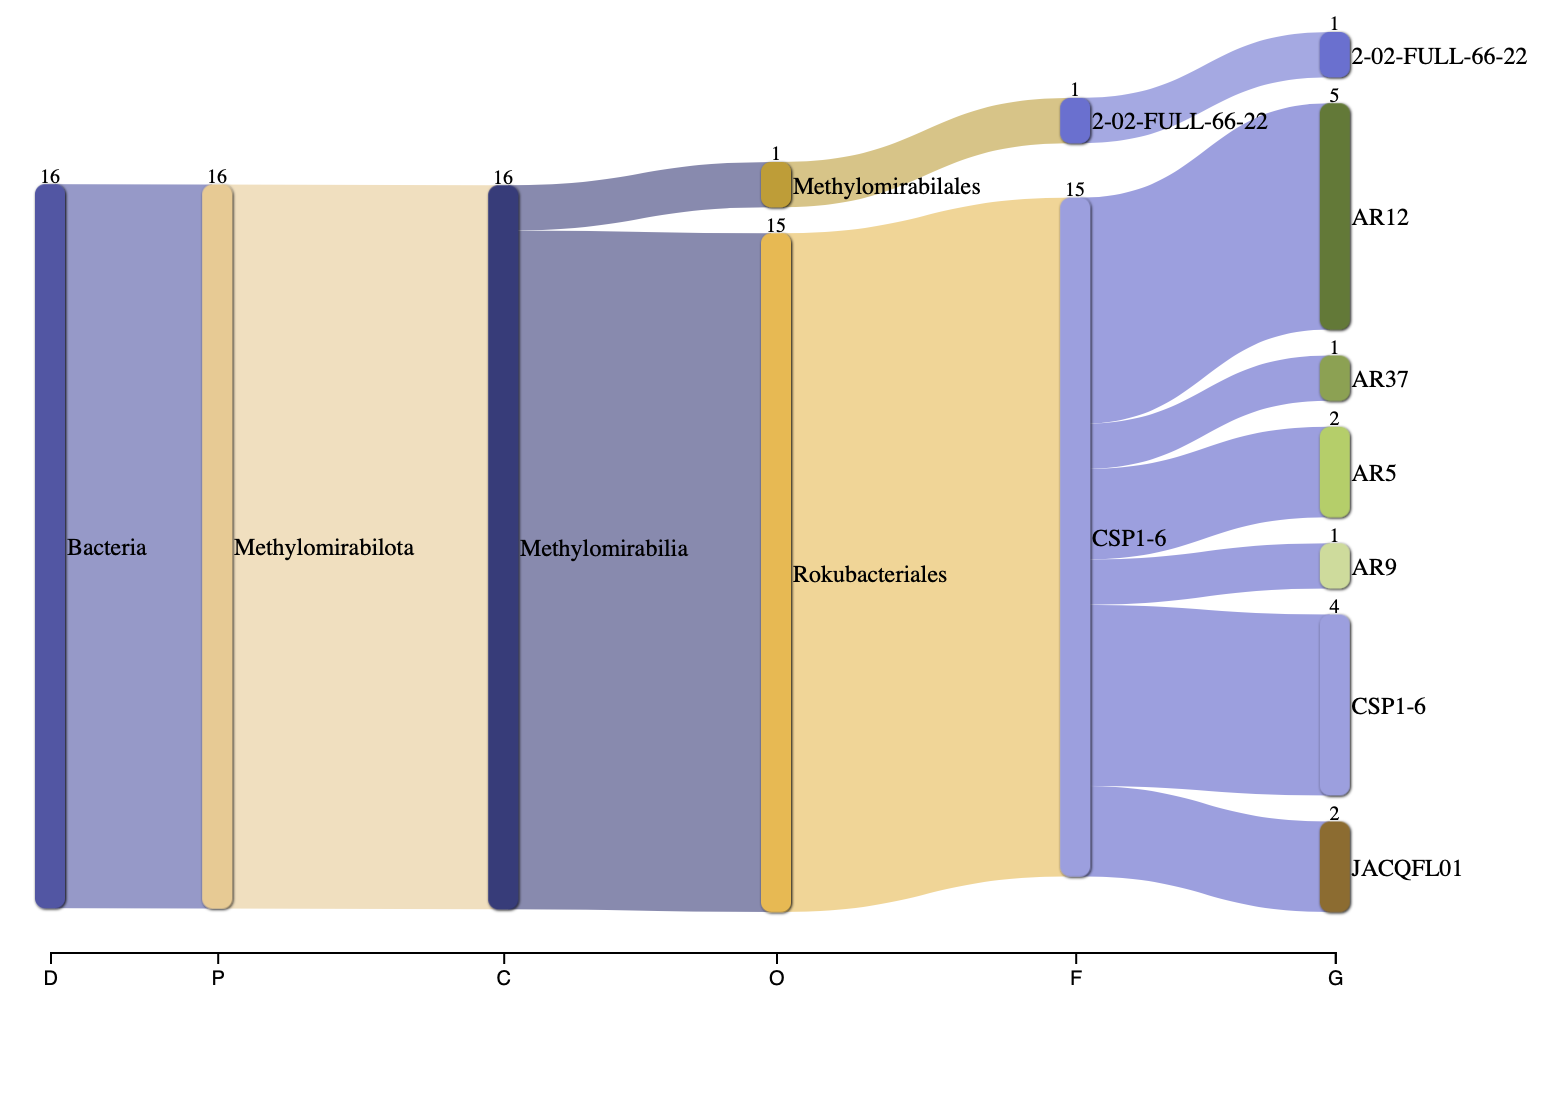 16
Bacteria
16
Methylomirabilota
16
Methylomirabilia
1
Methylomirabilales
15
Rokubacteriales
1
2-02-FULL-66-22
15
CSP1-6
1
2-02-FULL-66-22
5
AR12
1
AR37
2
AR5
1
AR9
4
CSP1-6
2
JACQFL01
D P C O F G